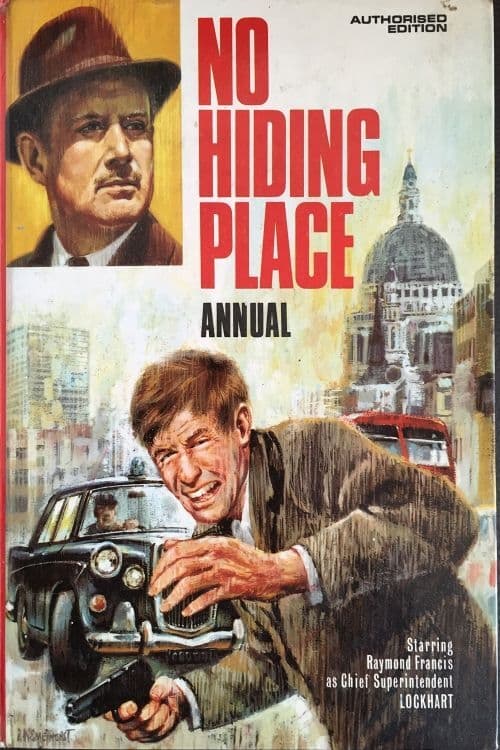 AUTHORISED
EDITION
NO
HIDING
PLACE
ANNUAL
Starring
Raymond Francis
as Chief Superintendent
LOCKHART